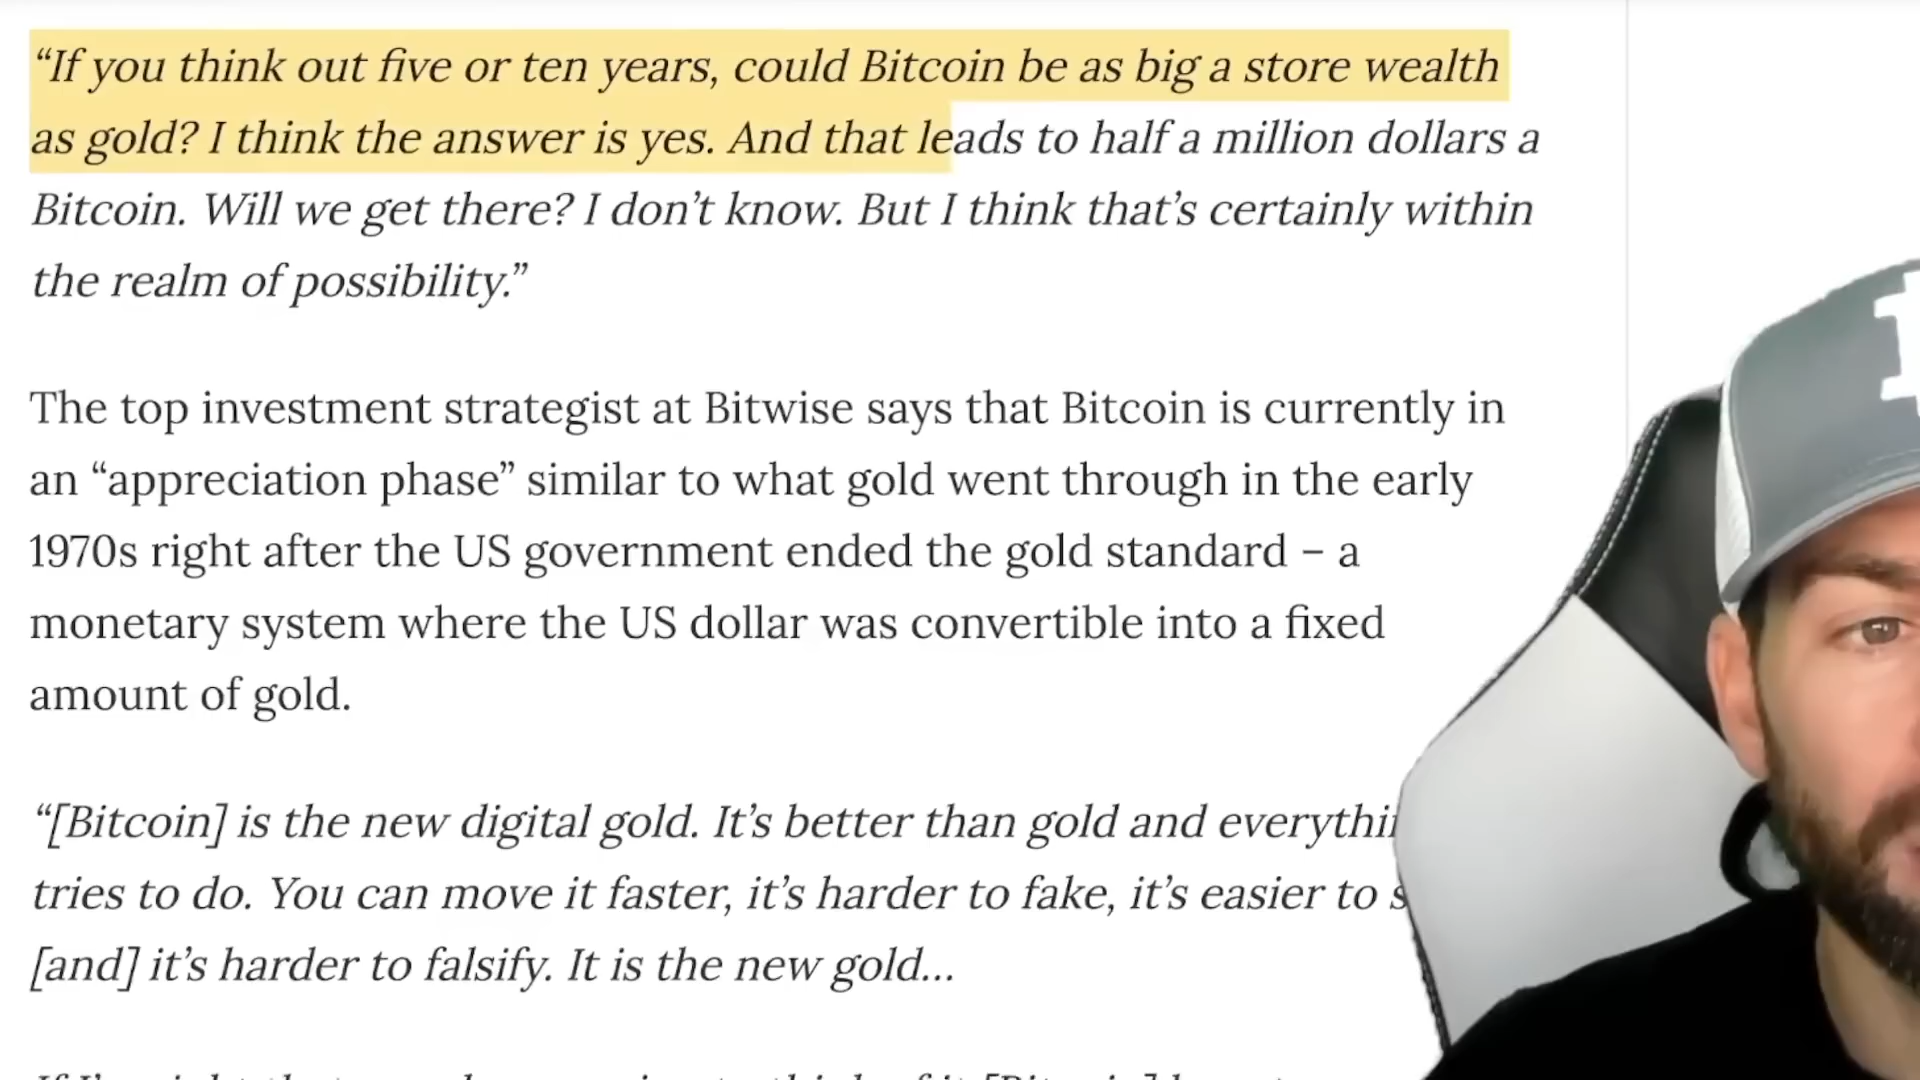 “If you think out five or ten years, could Bitcoin be as big a store wealth
as gold? I think the answer is yes. And that leads to half a million dollars a
Bitcoin. Will we get there? I don’t know. But I think that’s certainly within
the realm of possibility.”
The top investment strategist at Bitwise says that Bitcoin is currently in
an “appreciation phase” similar to what gold went through in the early
1970s right after the US government ended the gold standard – a
monetary system where the US dollar was convertible into a fixed
amount of gold.
“[Bitcoin] is the new digital gold. It’s better than gold and
tries to do. You can move it faster, it’s harder to fake, it’s easier to
[and] it’s harder to falsify. It is the new gold…